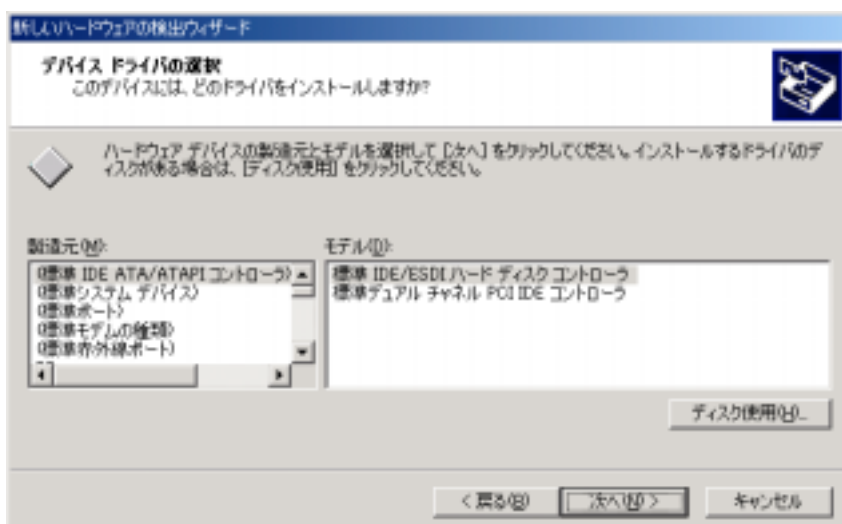 新しいハードウェアの検出ウィザード
デバイス ドライバの選択
このデバイスには、どのドライバをインストールしますか?
ハードウェア デバイスの製造元とモデルを選択して [次へ] をクリックしてください。インストールするドライバのデ
ィスクがある場合は、[ディスク使用] をクリックしてください。
製造元(M):
モデル(D):
(標準 IDE ATA/ATAPI コントローラ)
(標準システム デバイス)
(標準ポート)
(標準モデムの種類)
(標準赤外線ポート)
標準 IDE/ESDI ハード ディスク コントローラ
標準デュアル チャネル PCI IDE コントローラ
ディスク使用(H)...
< 戻る(B)
次へ(N) >
キャンセル